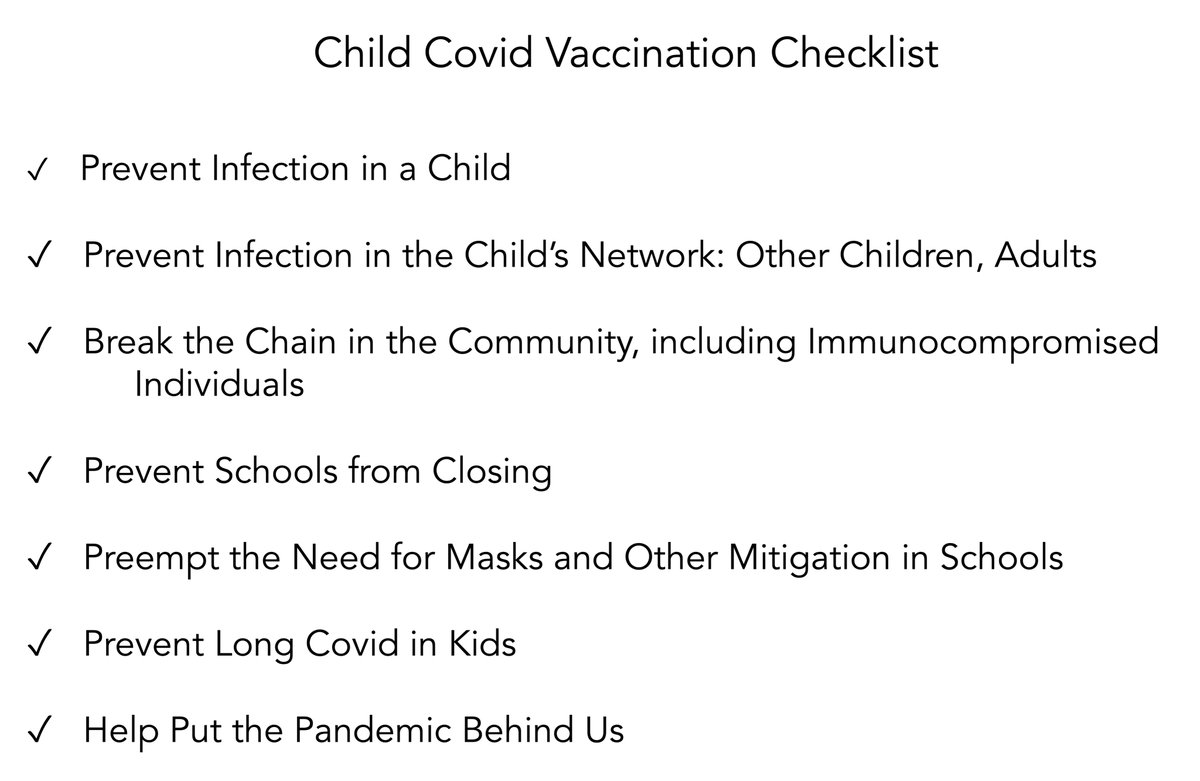 Child Covid Vaccination Checklist
✓ Prevent Infection in a Child
✓ Prevent Infection in the Child’s Network: Other Children, Adults
✓ Break the Chain in the Community, including Immunocompromised
Individuals
✓ Prevent Schools from Closing
✓ Preempt the Need for Masks and Other Mitigation in Schools
✓ Prevent Long Covid in Kids
✓ Help Put the Pandemic Behind Us